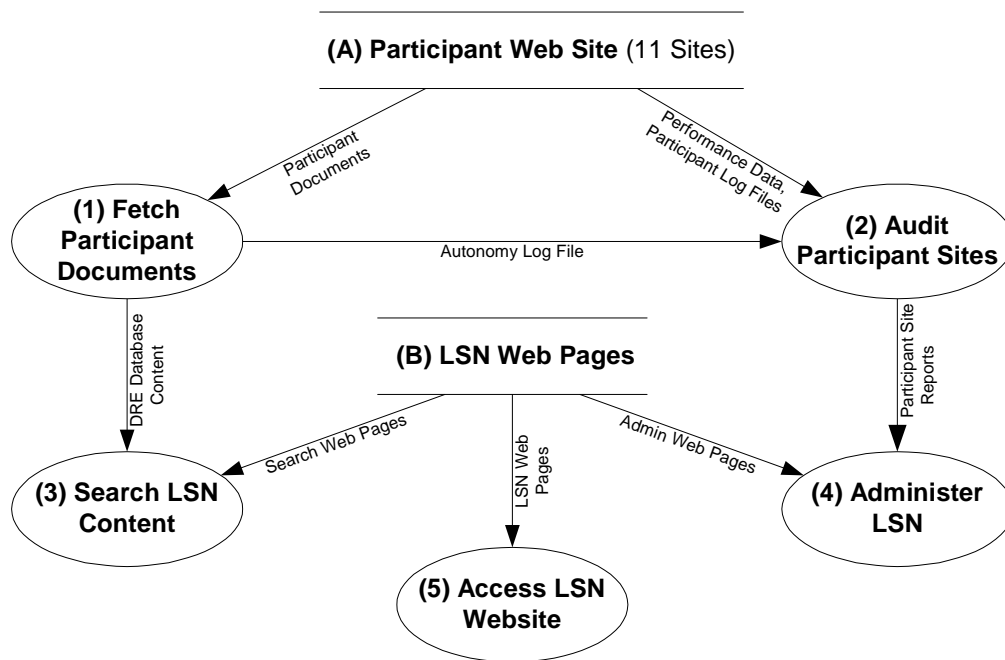 (A) Participant Web Site (11 Sites)
Participant
Documents
Performance Data,
Participant Log Files
(1) Fetch
Participant
Documents
Autonomy Log File
(2) Audit
Participant Sites
DRE Database
Content
(B) LSN Web Pages
Participant Site
Reports
Search Web Pages
LSN Web
Pages
Admin Web Pages
(3) Search LSN
Content
(4) Administer
LSN
(5) Access LSN
Website